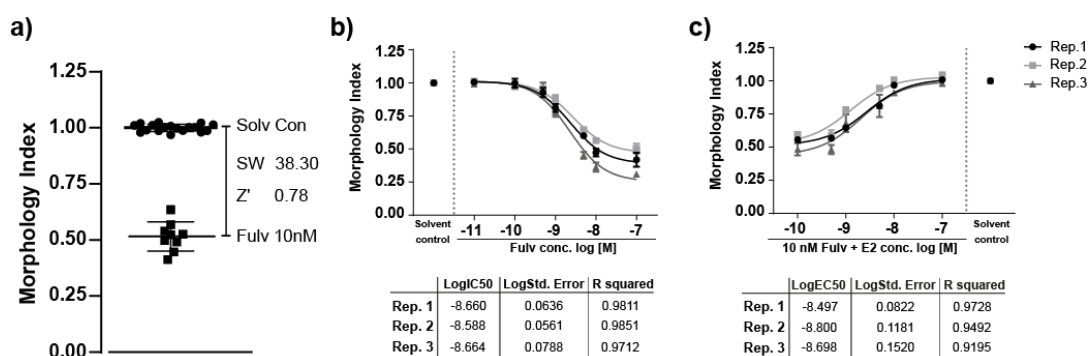 a)
Morphology Index
1.25
1.00
0.75
0.50
0.25
0.00
Solv Con
SW 38.30
Z' 0.78
Fulv 10nM
b)
Morphology Index
1.25
1.00
0.75
0.50
0.25
0.00
Solvent
control
-11 -10 -9 -8 -7
Fulv conc. log [M]
LogIC50 LogStd. Error R squared
Rep. 1 -8.660 0.0636 0.9811
Rep. 2 -8.588 0.0561 0.9851
Rep. 3 -8.664 0.0788 0.9712
c)
Morphology Index
1.25
1.00
0.75
0.50
0.25
0.00
-10 -9 -8 -7
10 nM Fulv + E2 conc. log [M]
Solvent
control
Rep.1
Rep.2
Rep.3
LogEC50 LogStd. Error R squared
Rep. 1 -8.497 0.0822 0.9728
Rep. 2 -8.800 0.1181 0.9492
Rep. 3 -8.698 0.1520 0.9195